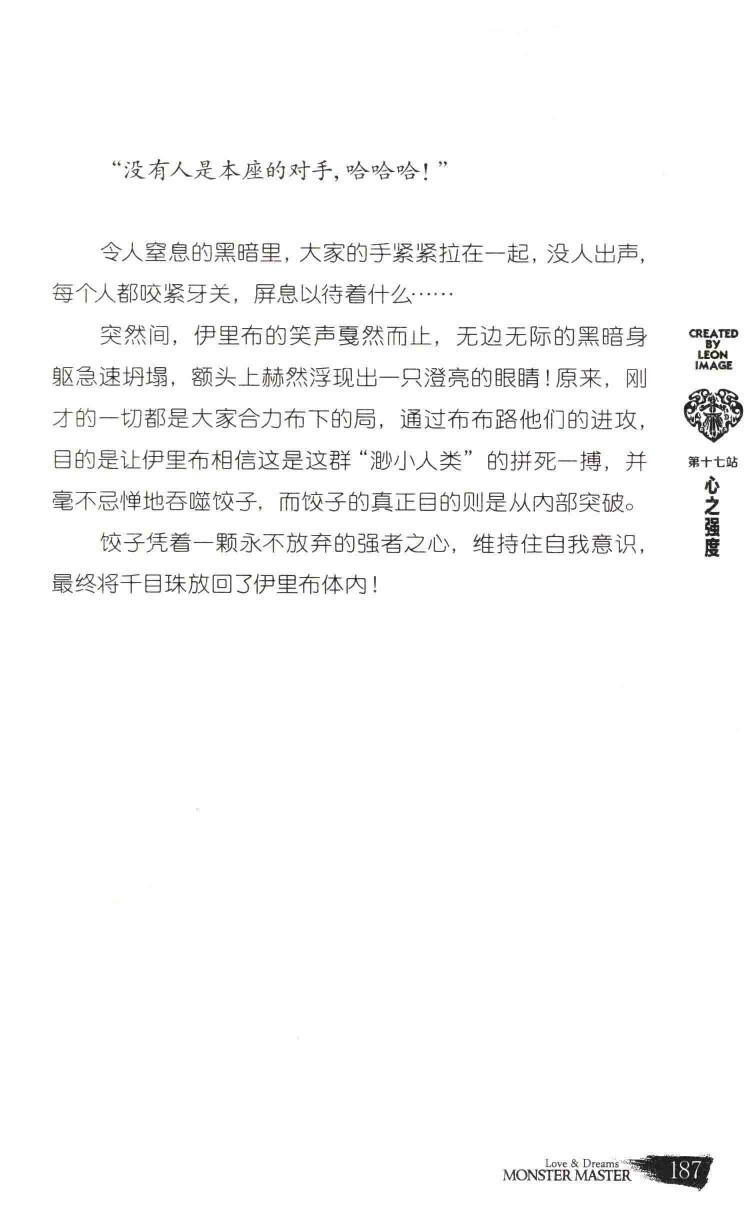 “没有人是本座的对手，哈哈哈！”
令人窒息的黑暗里，大家的手紧紧拉在一起，没人出声，
每个人都咬紧牙关，屏息以待着什么……
突然间，伊里布的笑声戛然而止，无边无际的黑暗身
躯急速坍塌，额头上赫然浮现出一只澄亮的眼睛！原来，刚
才的一切都是大家合力布下的局，通过布布路他们的进攻，
目的是让伊里布相信这是这群“渺小人类”的拼死一搏，并
毫不忌惮地吞噬饺子，而饺子的真正目的则是从内部突破。
饺子凭着一颗永不放弃的强者之心，维持住自我意识，
最终将千目珠放回了伊里布体内！
CREATED
BY
LEON
IMAGE
第十七站
心之强度
Love & Dreams
MONSTER MASTER
187